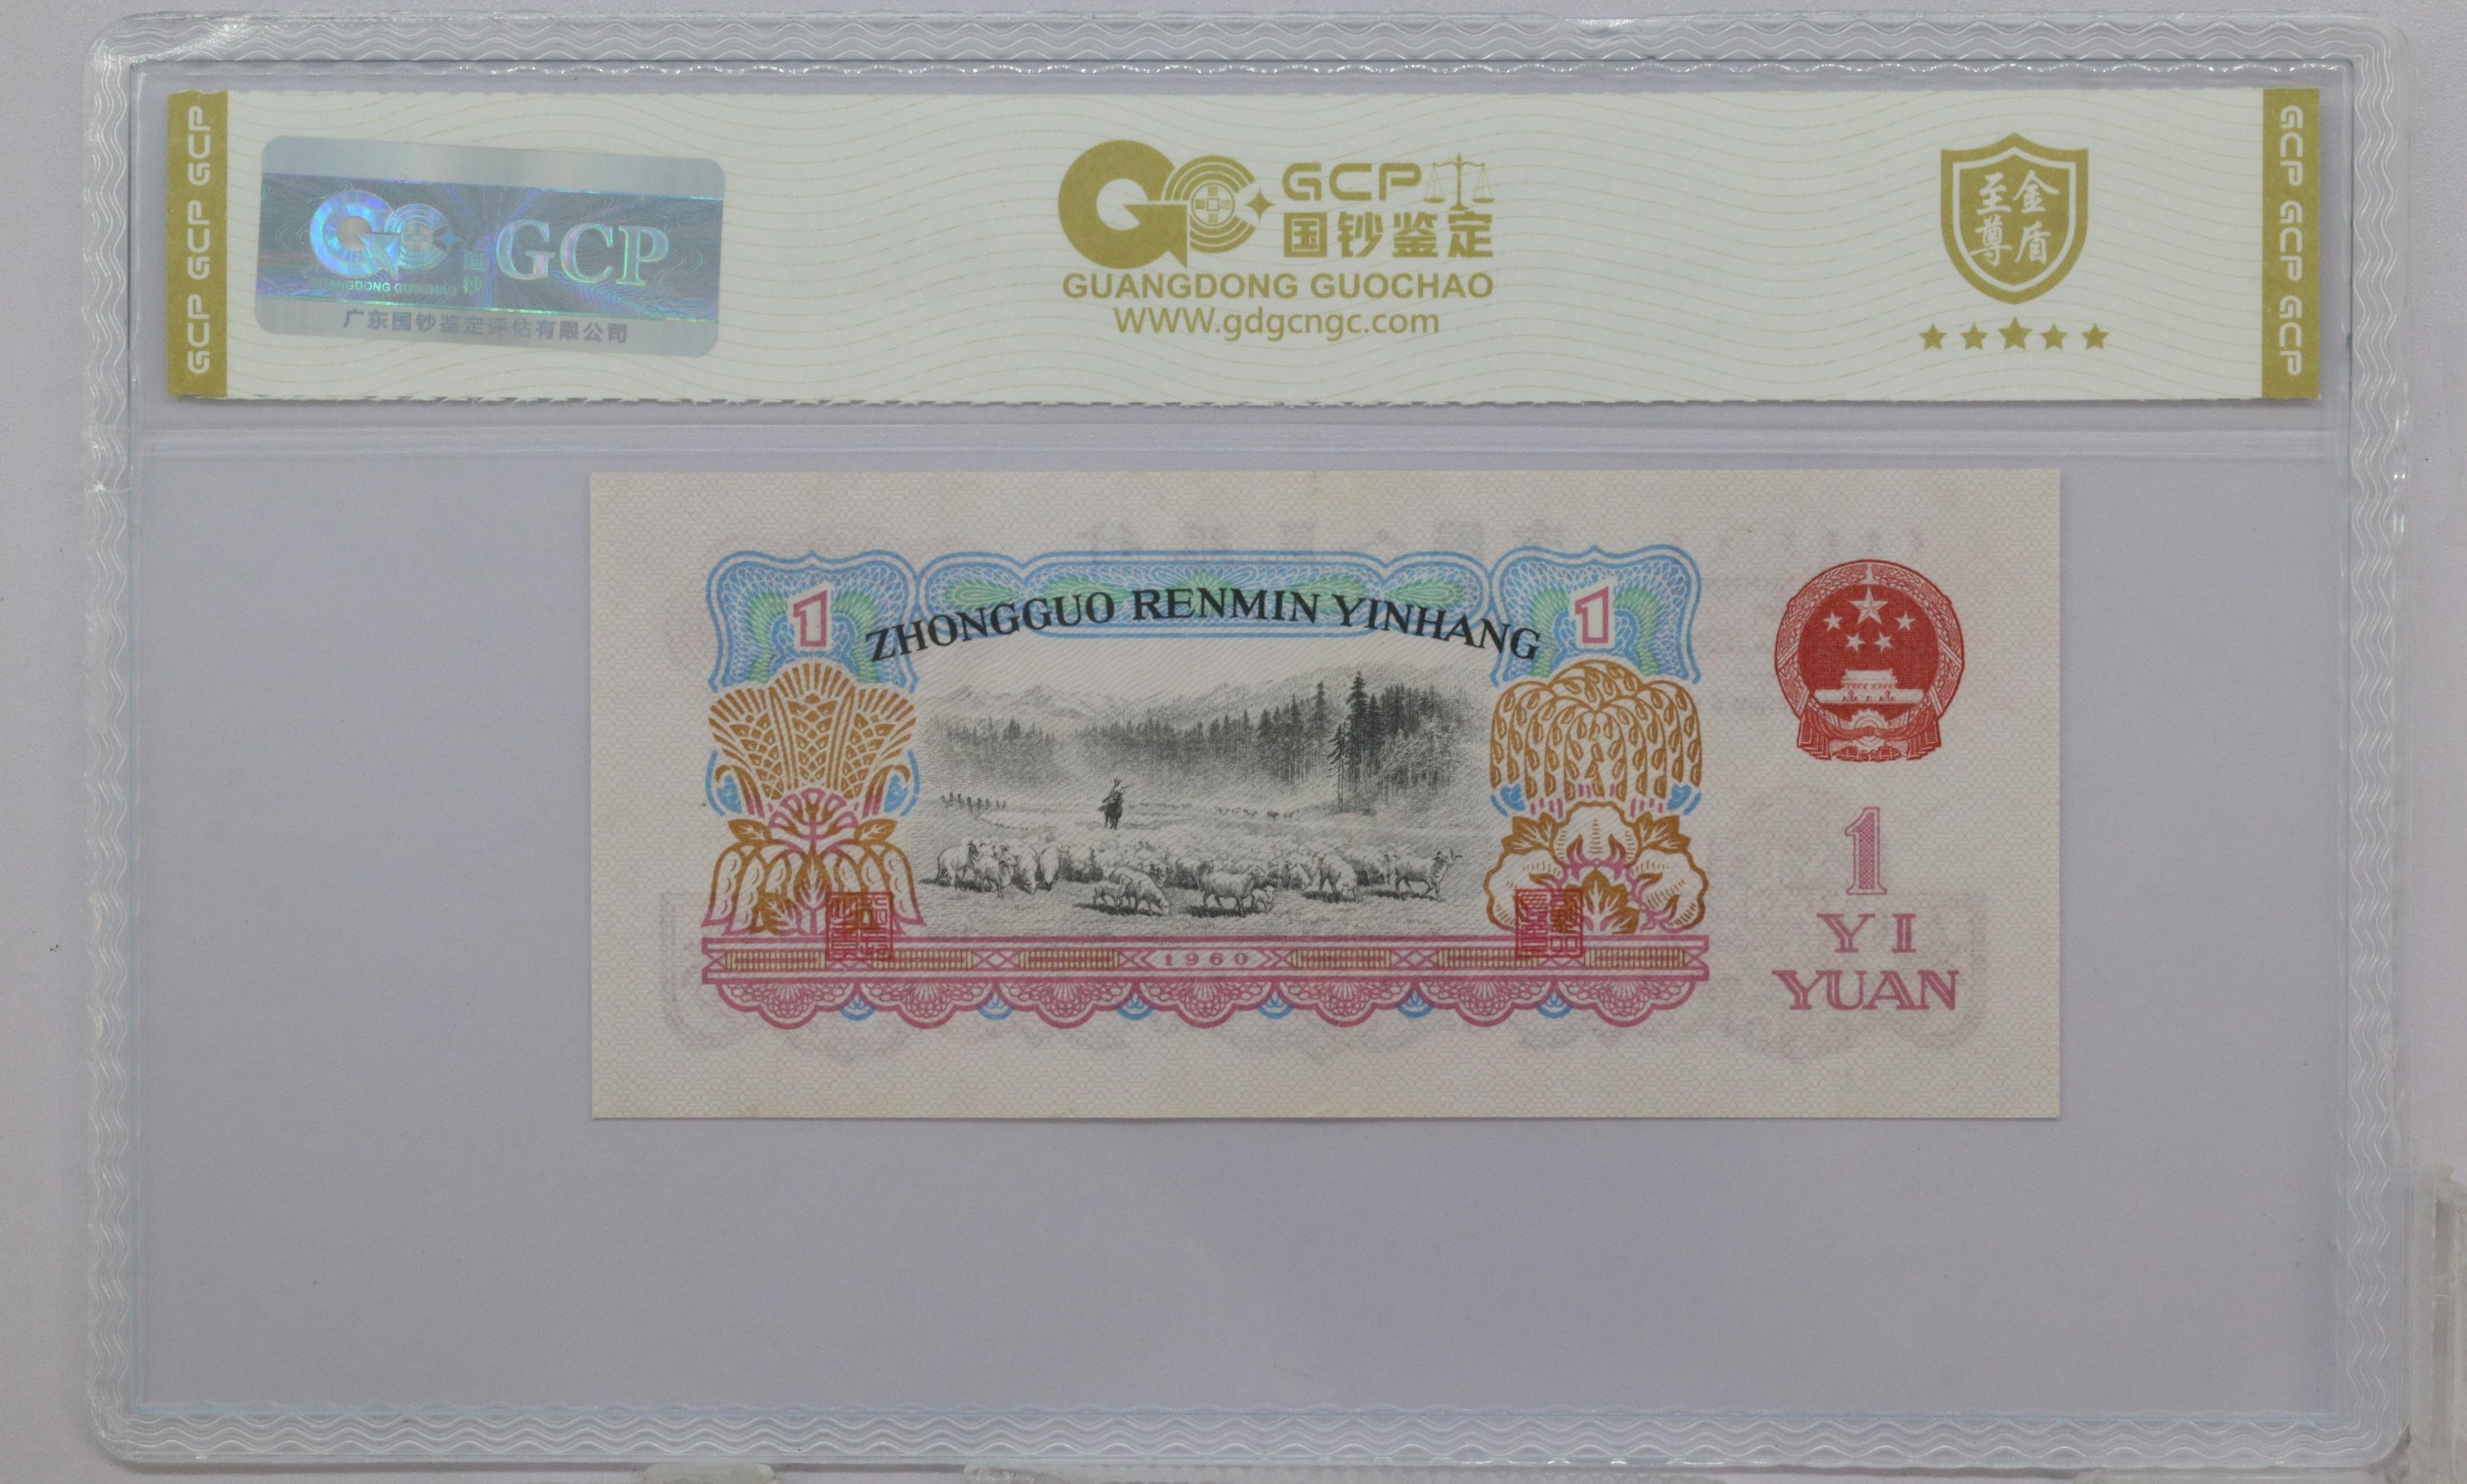 GCP GCP GCP
GCP
国钞
GUANGDONG GUOCHAO
广东国钞鉴定评估有限公司
GCP
国钞鉴定
GUANGDONG GUOCHAO
www.gdgcngc.com
至尊金盾
GCP GCP GCP
1
ZHONGGUO RENMIN YINHANG
1
1960
1
YI
YUAN